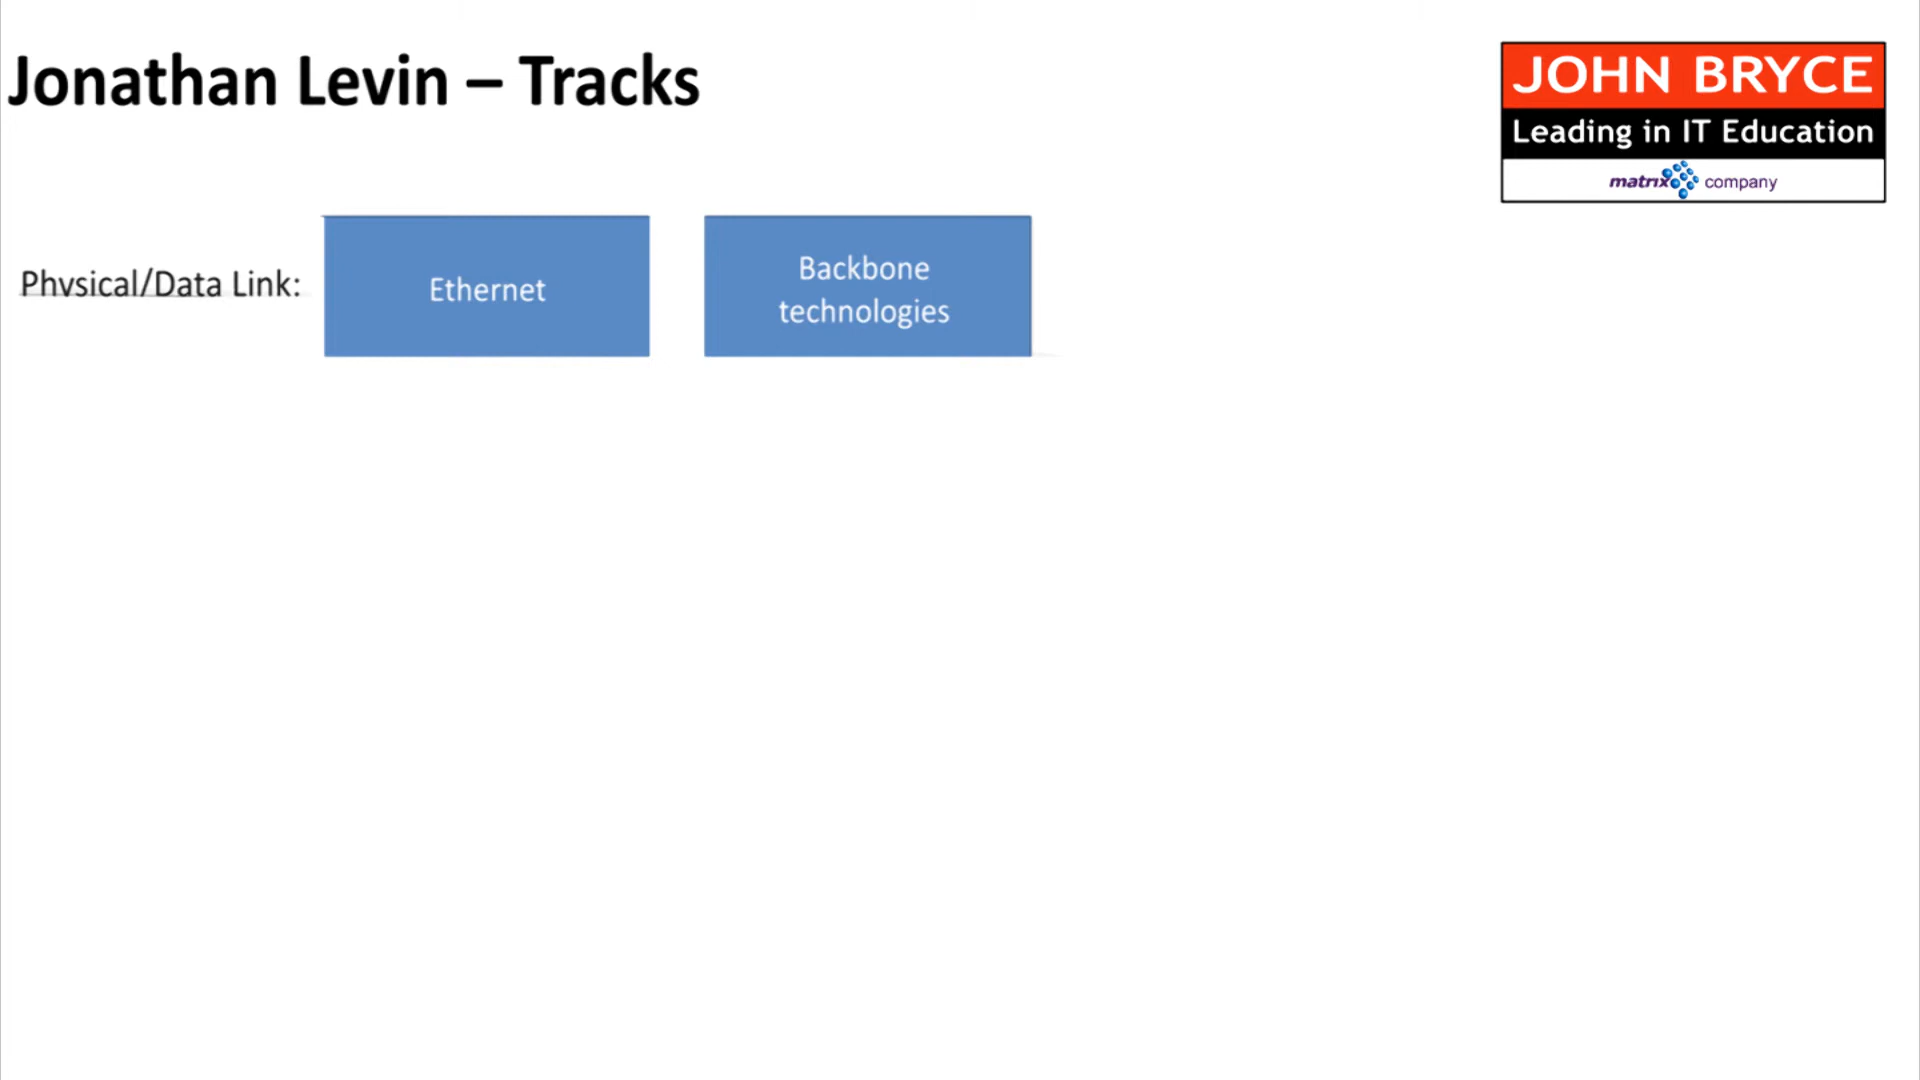 Jonathan Levin – Tracks
JOHN BRYCE
Leading in IT Education
matrix company
Physical/Data Link:
Ethernet
Backbone
technologies